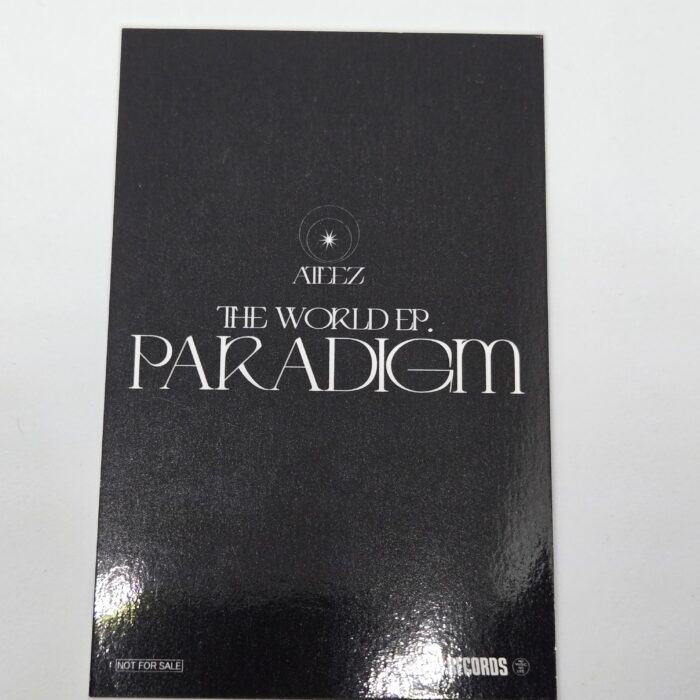 ATEEZ
THE WORLD EP.
PARADIGM
NOT FOR SALE